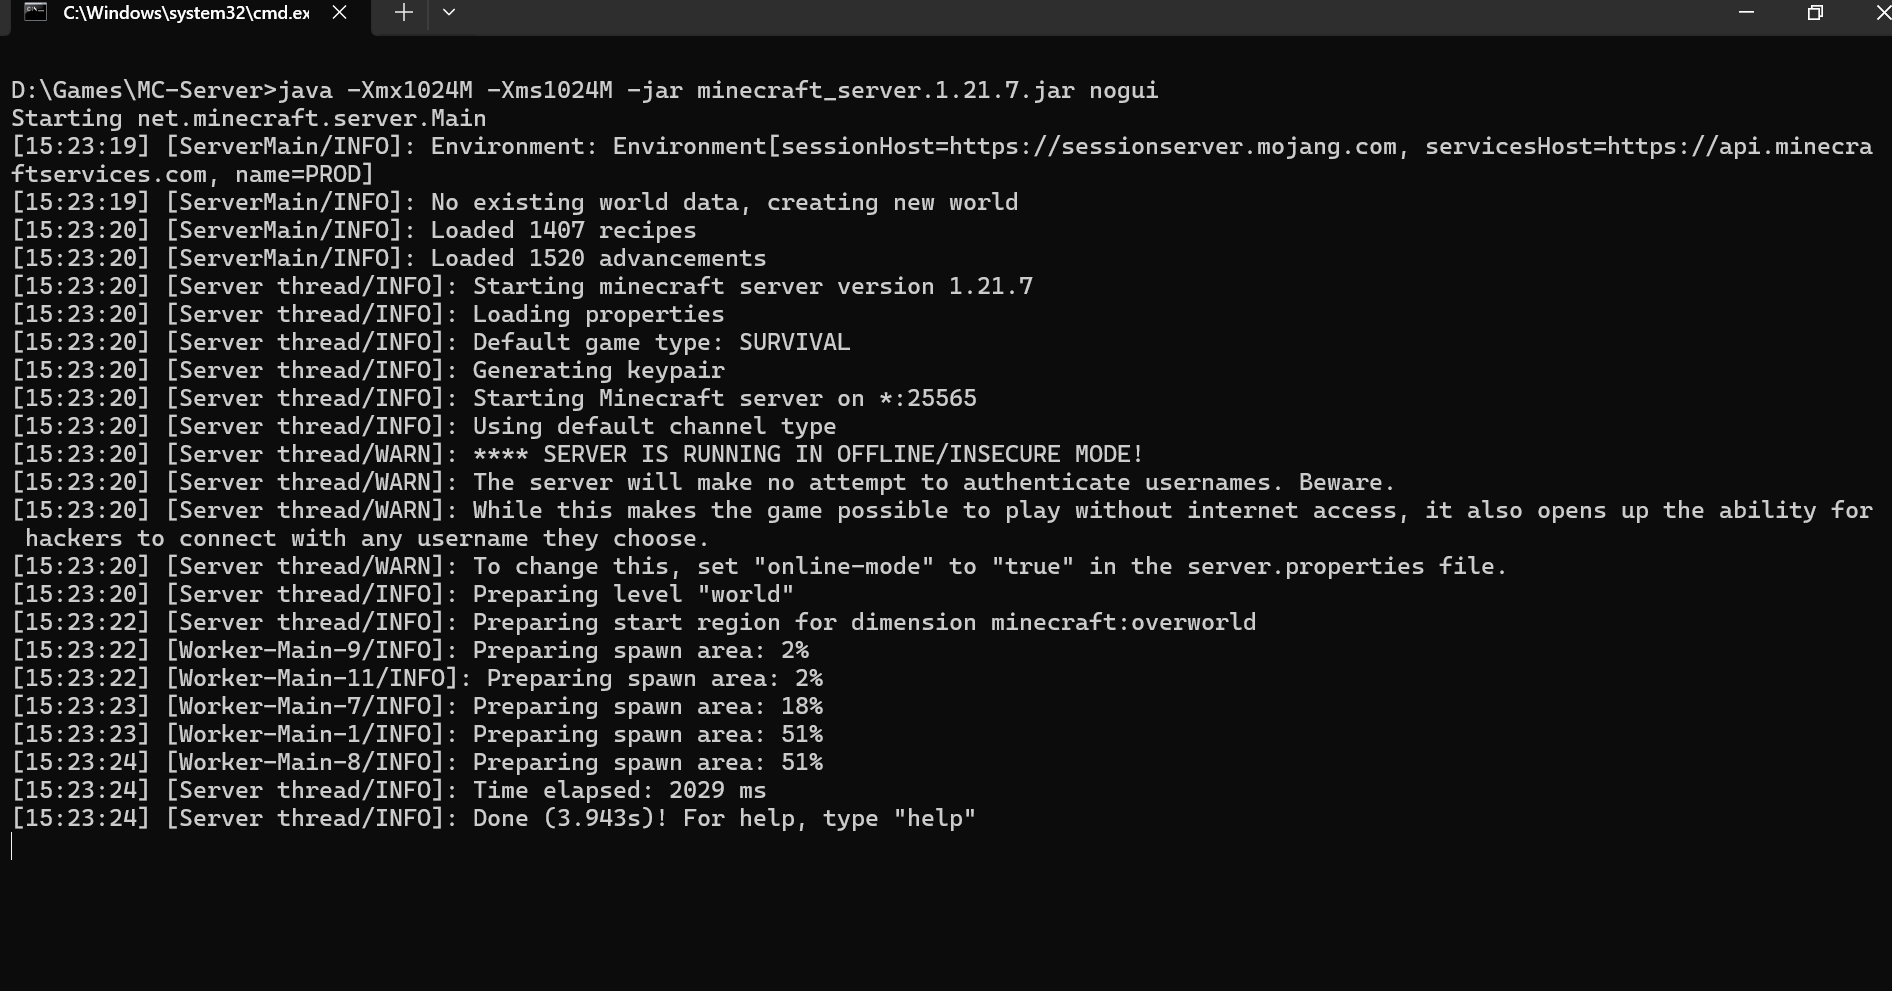 C:\Windows\system32\cmd.ex
D:\Games\MC-Server>java -Xmx1024M -Xms1024M -jar minecraft_server.1.21.7.jar nogui
Starting net.minecraft.server.Main
[15:23:19] [ServerMain/INFO]: Environment: Environment[sessionHost=https://sessionserver.mojang.com, servicesHost=https://api.minecra
ftservices.com, name=PROD]
[15:23:19] [ServerMain/INFO]: No existing world data, creating new world
[15:23:20] [ServerMain/INFO]: Loaded 1407 recipes
[15:23:20] [ServerMain/INFO]: Loaded 1520 advancements
[15:23:20] [Server thread/INFO]: Starting minecraft server version 1.21.7
[15:23:20] [Server thread/INFO]: Loading properties
[15:23:20] [Server thread/INFO]: Default game type: SURVIVAL
[15:23:20] [Server thread/INFO]: Generating keypair
[15:23:20] [Server thread/INFO]: Starting Minecraft server on *:25565
[15:23:20] [Server thread/INFO]: Using default channel type
[15:23:20] [Server thread/WARN]: **** SERVER IS RUNNING IN OFFLINE/INSECURE MODE!
[15:23:20] [Server thread/WARN]: The server will make no attempt to authenticate usernames. Beware.
[15:23:20] [Server thread/WARN]: While this makes the game possible to play without internet access, it also opens up the ability for
 hackers to connect with any username they choose.
[15:23:20] [Server thread/WARN]: To change this, set "online-mode" to "true" in the server.properties file.
[15:23:20] [Server thread/INFO]: Preparing level "world"
[15:23:22] [Server thread/INFO]: Preparing start region for dimension minecraft:overworld
[15:23:22] [Worker-Main-9/INFO]: Preparing spawn area: 2%
[15:23:22] [Worker-Main-11/INFO]: Preparing spawn area: 2%
[15:23:23] [Worker-Main-7/INFO]: Preparing spawn area: 18%
[15:23:23] [Worker-Main-1/INFO]: Preparing spawn area: 51%
[15:23:24] [Worker-Main-8/INFO]: Preparing spawn area: 51%
[15:23:24] [Server thread/INFO]: Time elapsed: 2029 ms
[15:23:24] [Server thread/INFO]: Done (3.943s)! For help, type "help"